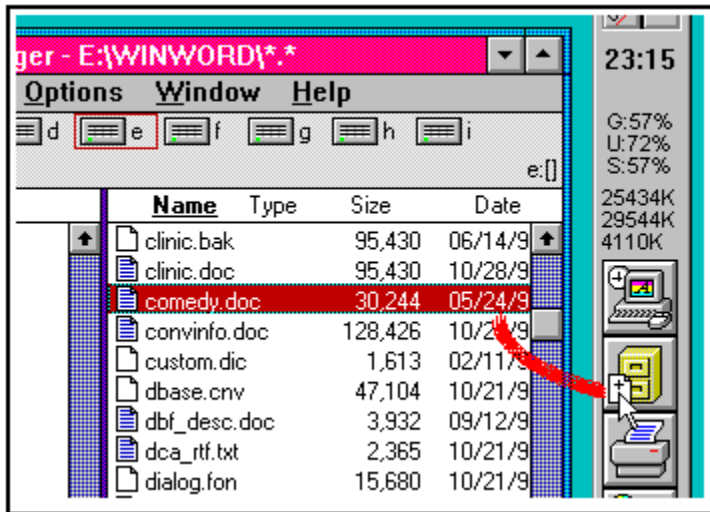 ger - E:\WINWORD\*.*
Options Window Help
d e f g h i
e:[]
Name Type Size Date
clinic.bak 95,430 06/14/9
clinic.doc 95,430 10/28/9
comedy.doc 30,244 05/24/9
convinfo.doc 128,426 10/2
custom.dic 1,613 02/11/9
dbase.cnv 47,104 10/21/9
dbf_desc.doc 3,932 09/12/9
dca_rtf.txt 2,365 10/21/9
dialog.fon 15,680 10/21/9
23:15
G:57%
U:72%
S:57%
25434K
29544K
4110K